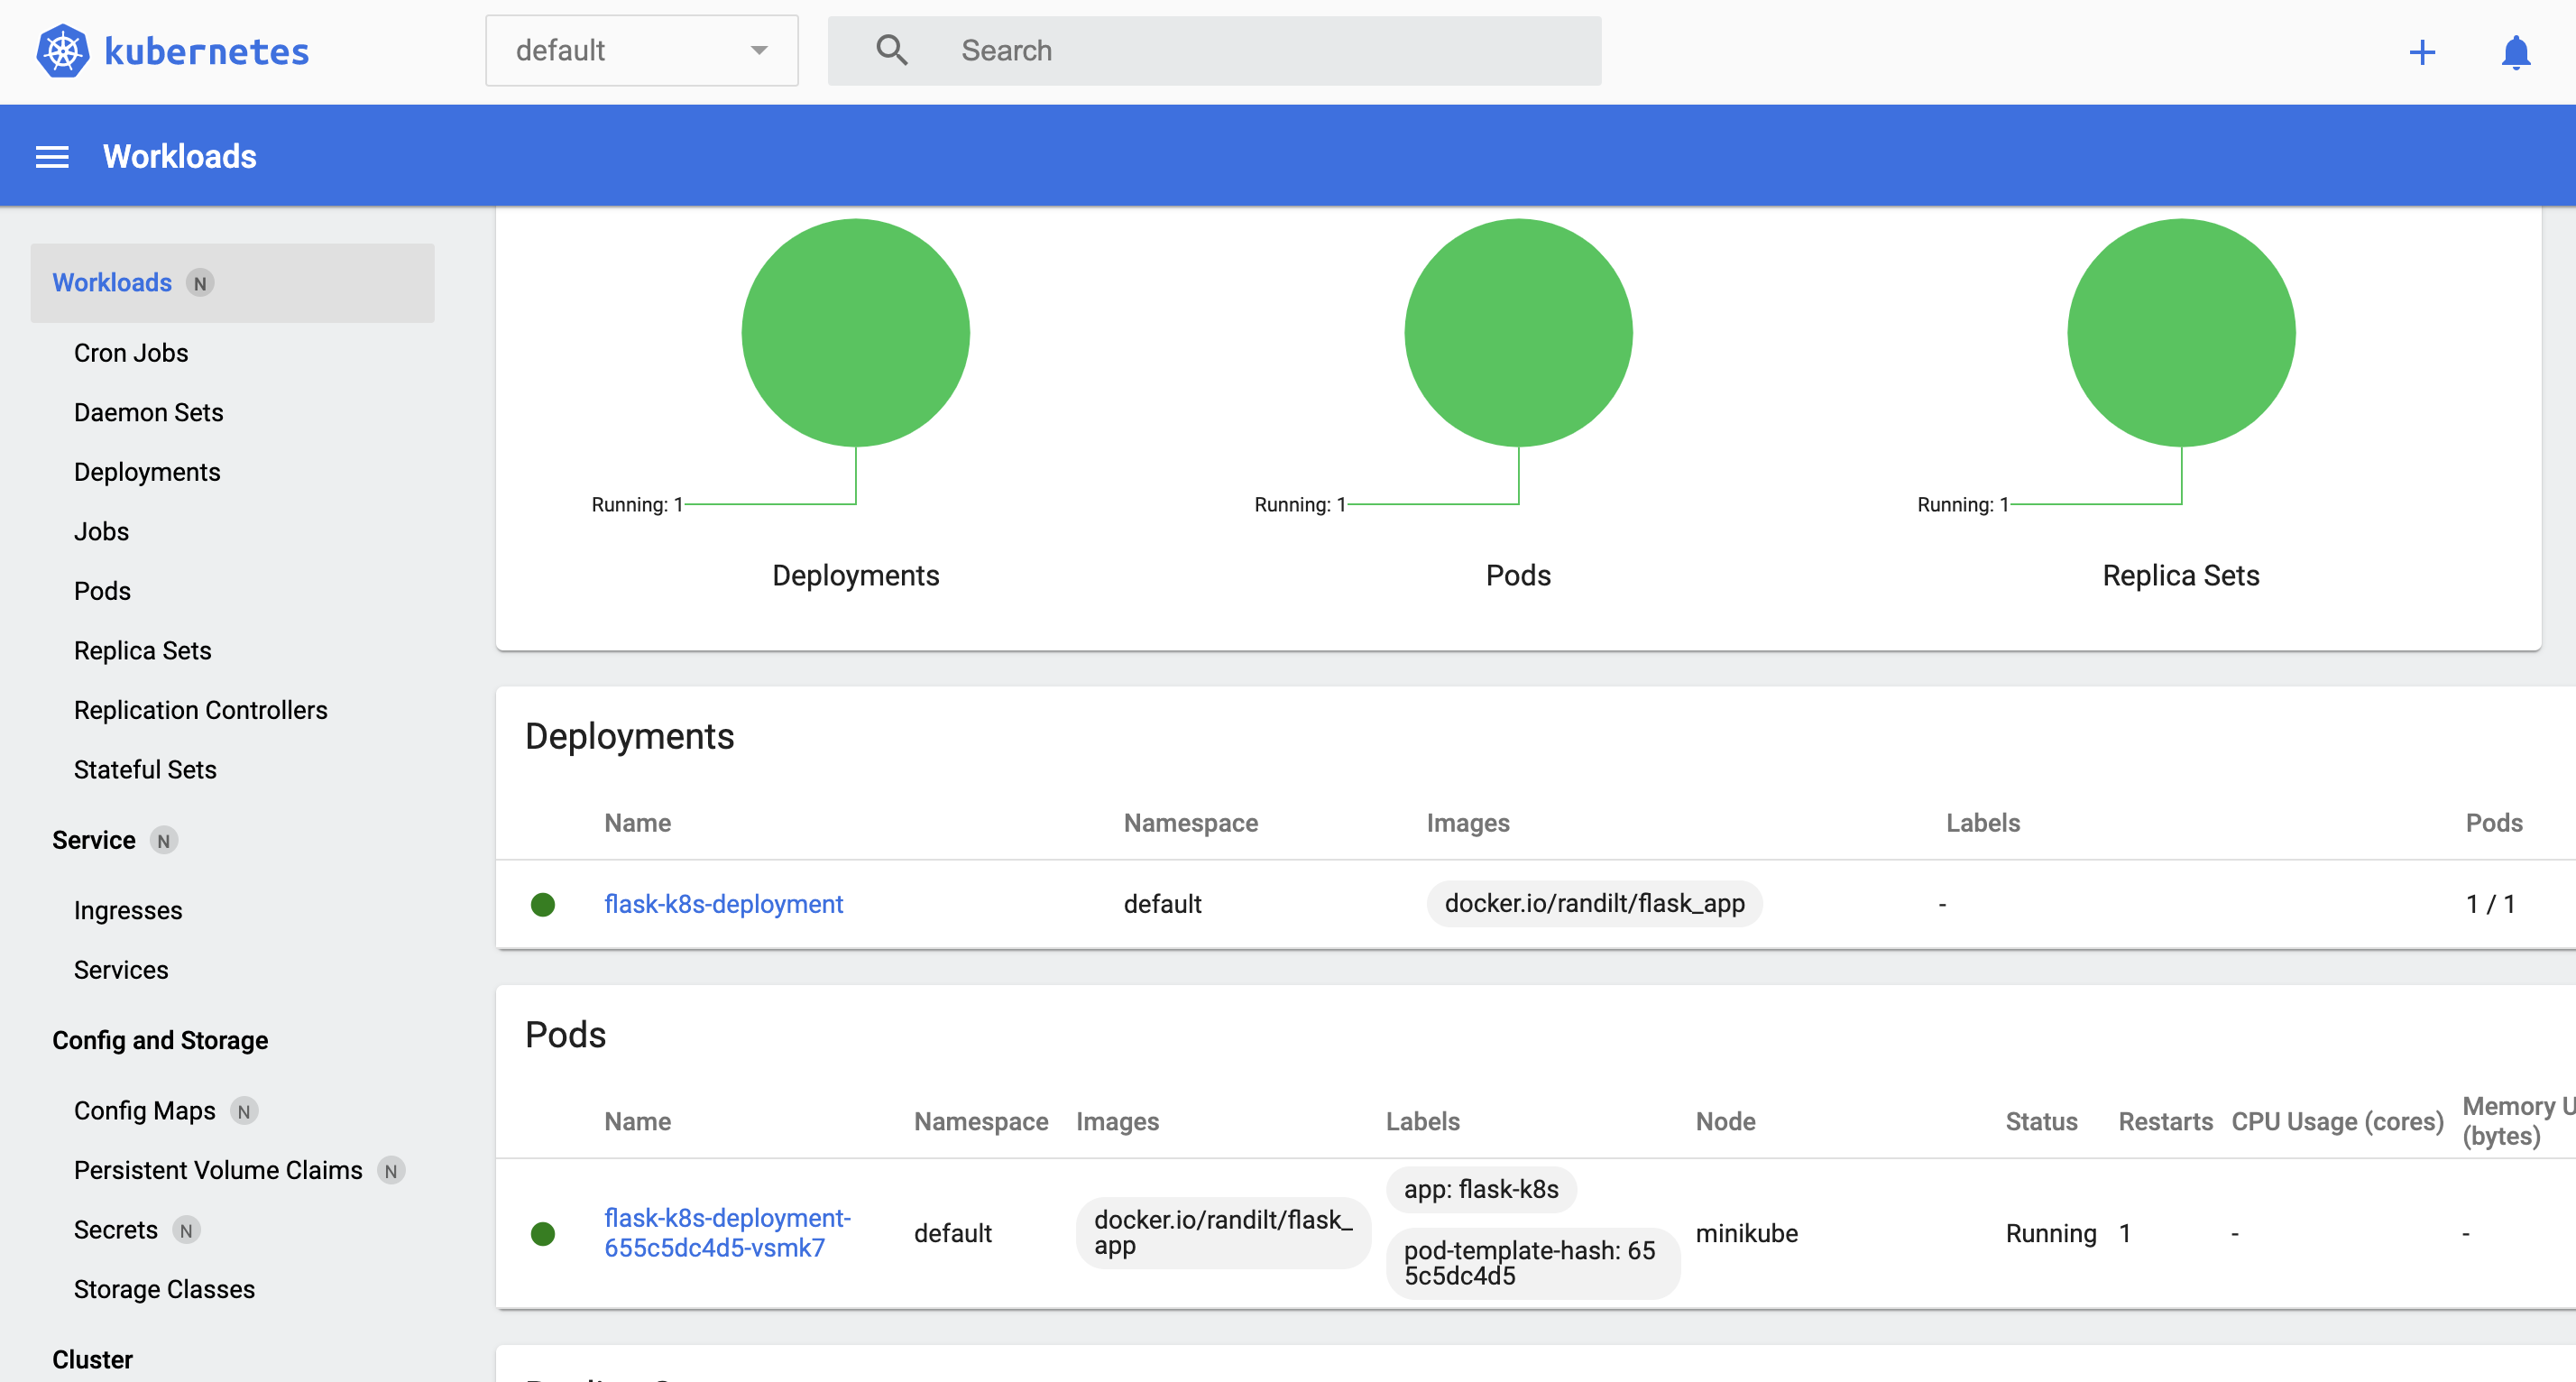 kubernetes
default
Search
Workloads
Workloads N
Cron Jobs
Daemon Sets
Deployments
Jobs
Pods
Replica Sets
Replication Controllers
Stateful Sets
Service N
Ingresses
Services
Config and Storage
Config Maps N
Persistent Volume Claims N
Secrets N
Storage Classes
Cluster
Running: 1
Deployments
Running: 1
Pods
Running: 1
Replica Sets
Deployments
Name Namespace Images Labels Pods
flask-k8s-deployment default docker.io/randilt/flask_app - 1 / 1
Pods
Name Namespace Images Labels Node Status Restarts CPU Usage (cores) Memory U
(bytes)
flask-k8s-deployment-
655c5dc4d5-vsmk7
default
docker.io/randilt/flask_
app
app: flask-k8s
pod-template-hash: 65
5c5dc4d5
minikube
Running 1 - -